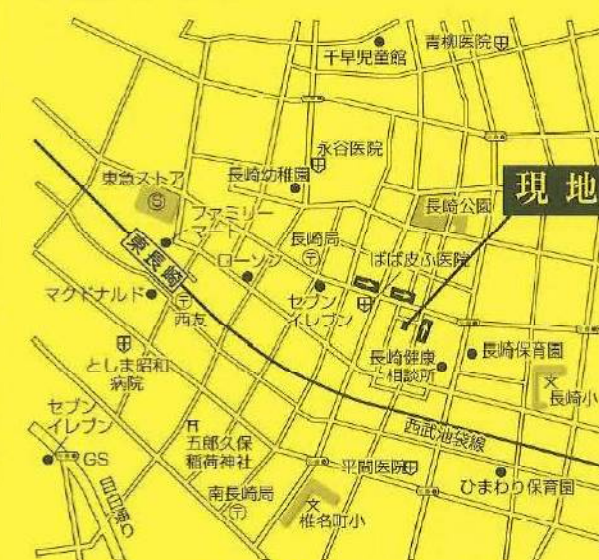 千早児童館
青柳医院
永谷医院
東急ストア
Ⓢ
長崎幼稚園
現地
長崎公園
ファミリー
マート
長崎局
〒
ばば皮ふ医院
東長崎
ローソン
マクドナルド
〒
西友
セブン
イレブン
としま昭和
病院
長崎健康
相談所
長崎保育園
文
長崎小
セブン
イレブン
GS
五郎久保
稲荷神社
西武池袋線
平間医院
ひまわり保育園
南長崎局
〒
文
椎名町小